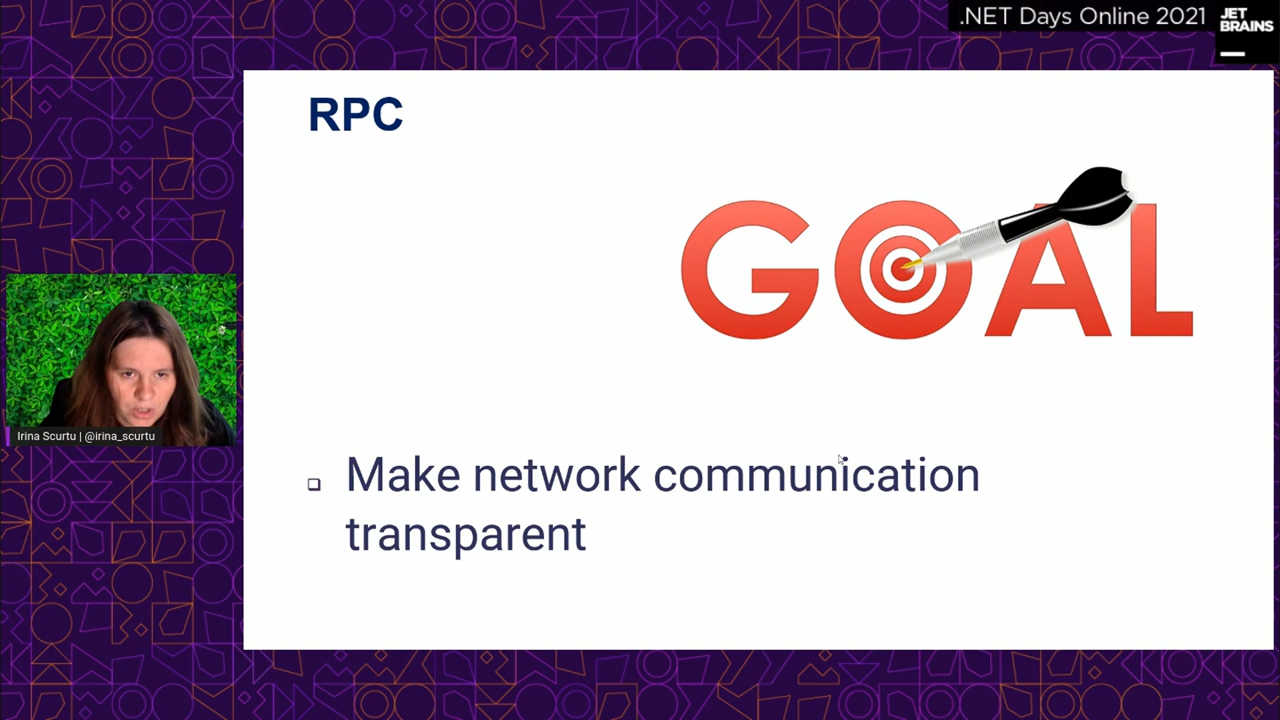 .NET Days Online 2021
JET
BRAINS
RPC
GOAL
Irina Scurtu | @irina_scurtu
Make network communication
transparent